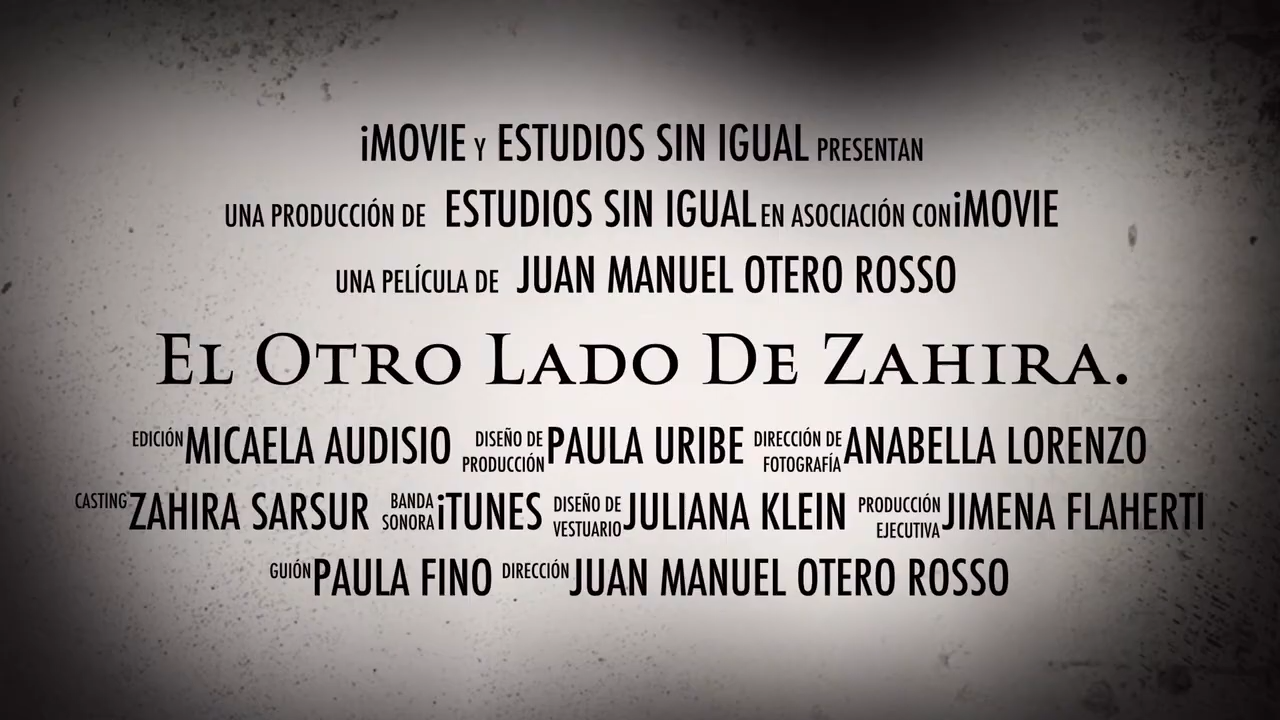 iMOVIE Y ESTUDIOS SIN IGUAL PRESENTAN
UNA PRODUCCIÓN DE ESTUDIOS SIN IGUAL EN ASOCIACIÓN CON iMOVIE
UNA PELÍCULA DE JUAN MANUEL OTERO ROSSO
EL OTRO LADO DE ZAHIRA.
EDICIÓN MICAELA AUDISIO DISEÑO DE PRODUCCIÓN PAULA URIBE DIRECCIÓN DE FOTOGRAFÍA ANABELLA LORENZO
CASTING ZAHIRA SARSUR BANDA SONORA iTUNES DISEÑO DE VESTUARIO JULIANA KLEIN PRODUCCIÓN EJECUTIVA JIMENA FLAHERTI
GUIÓN PAULA FINO DIRECCIÓN JUAN MANUEL OTERO ROSSO